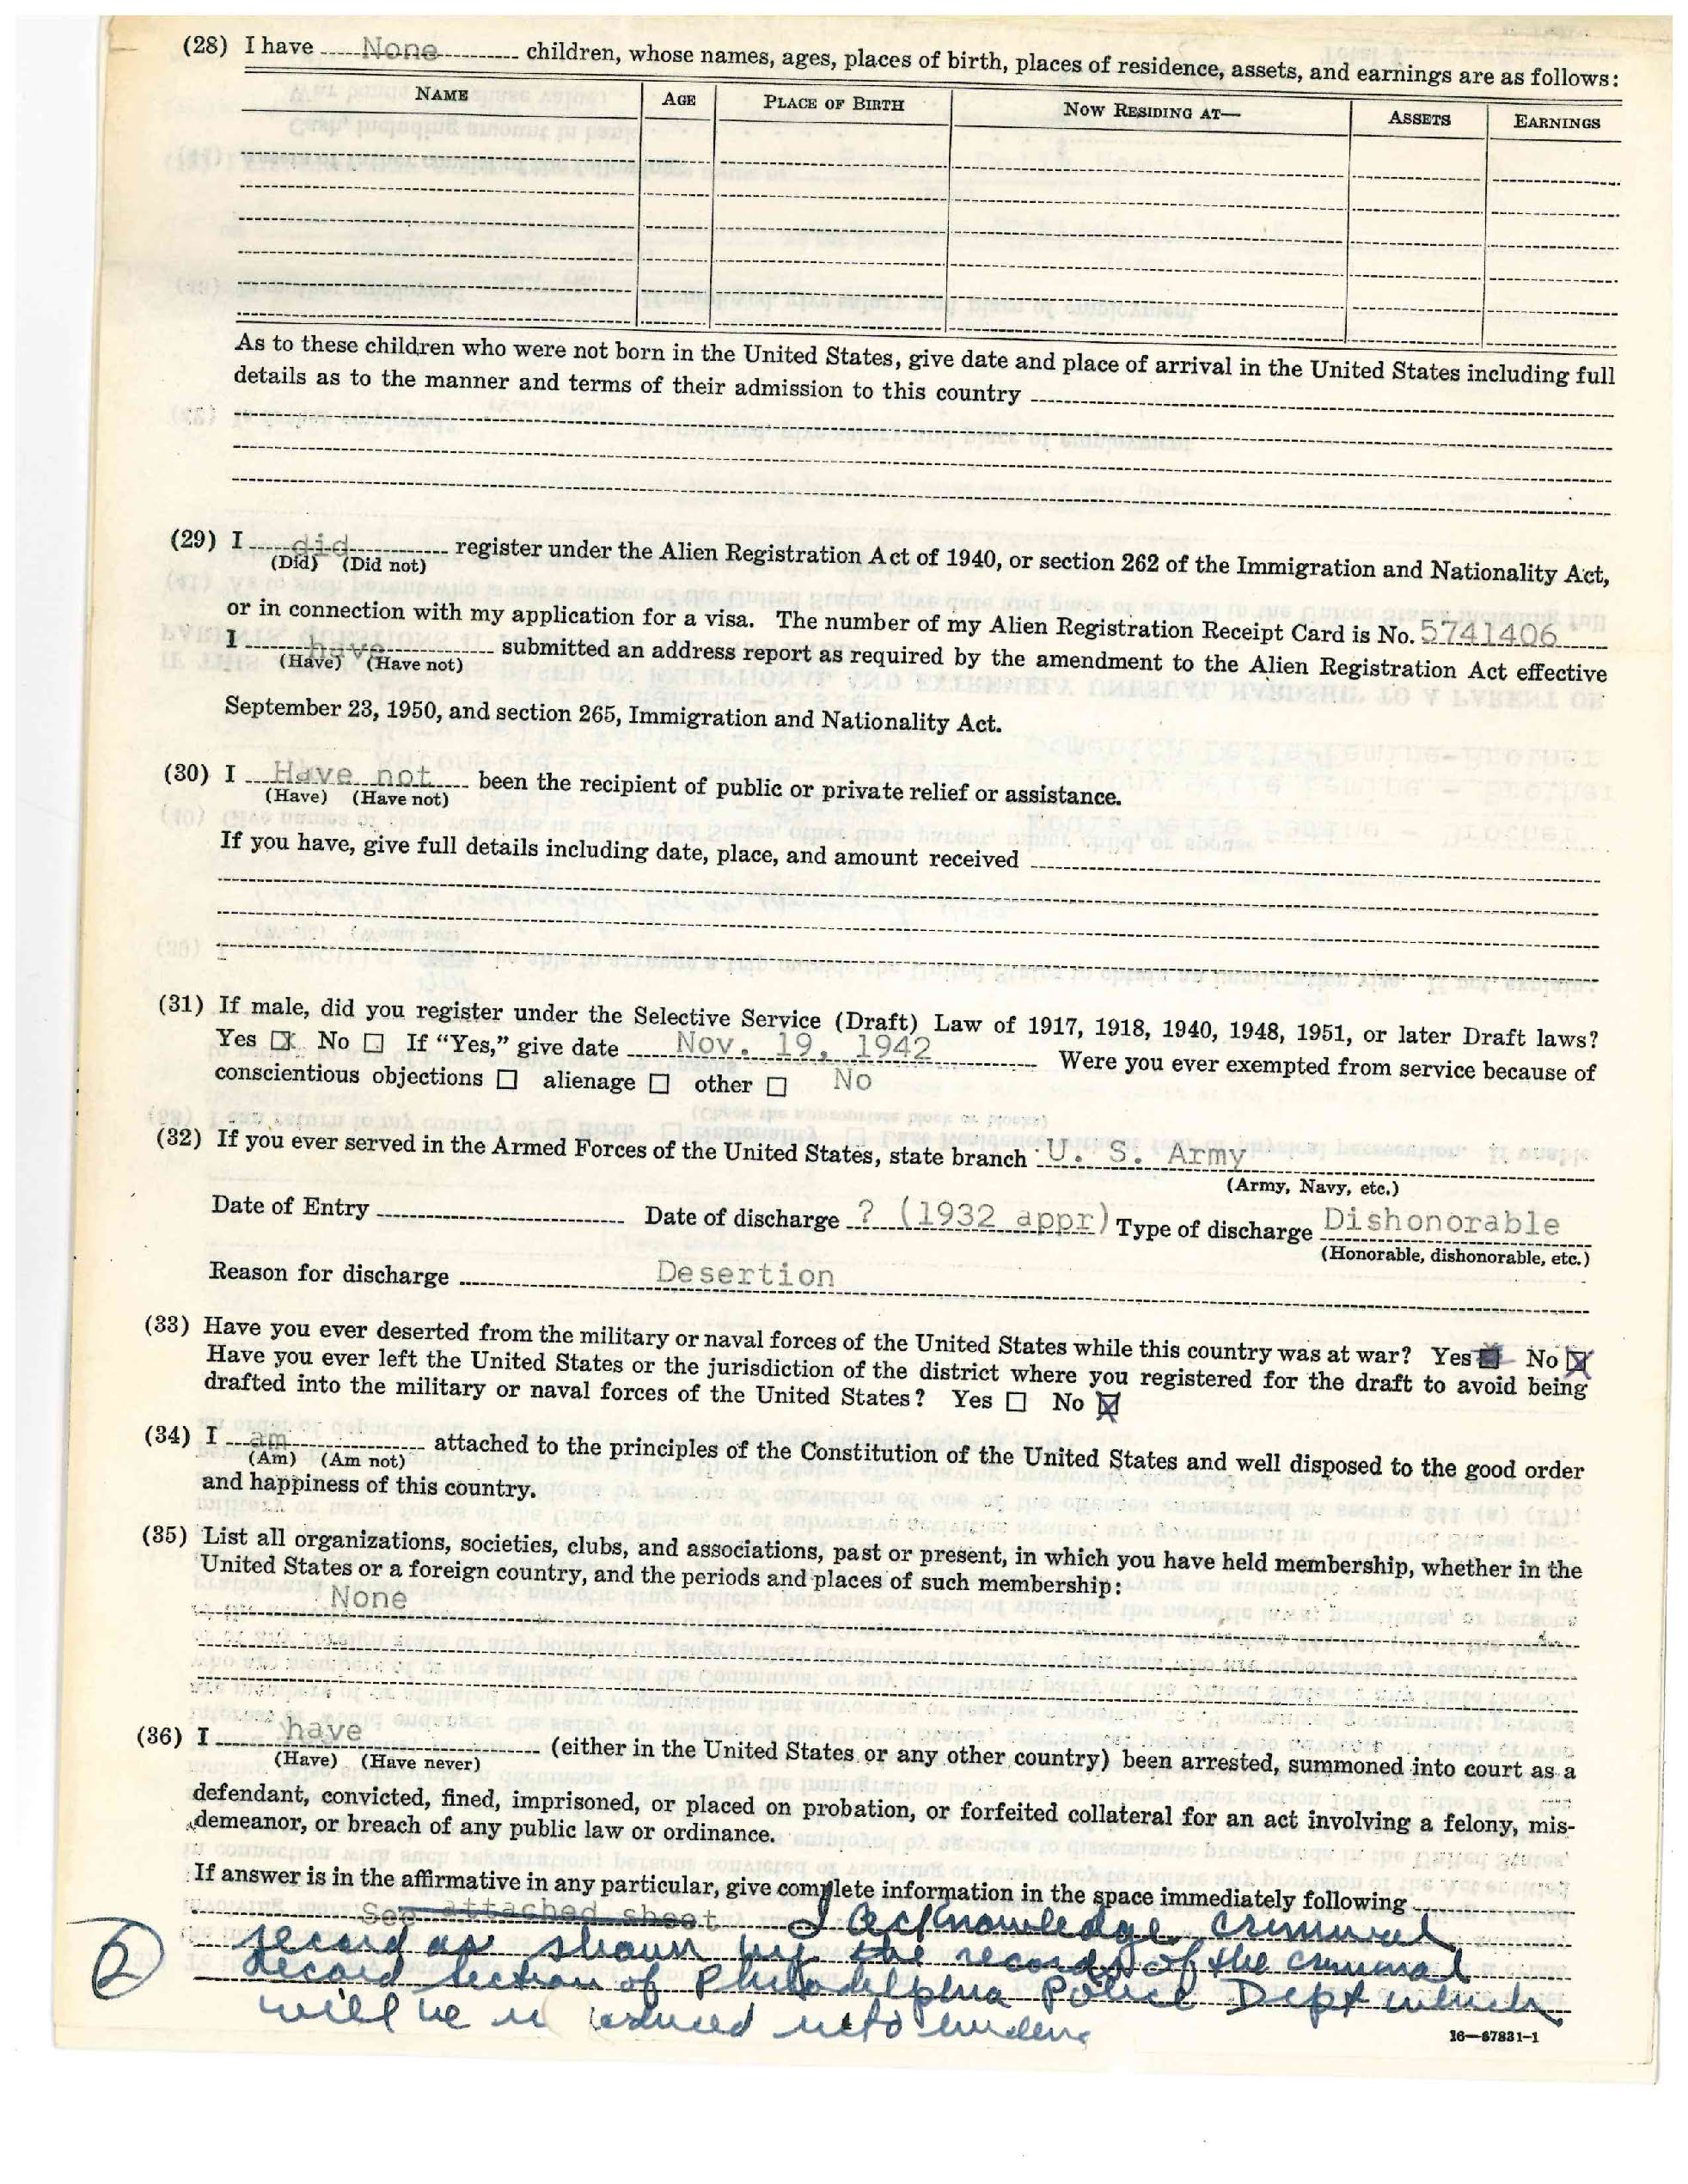 (28) I have None children, whose names, ages, places of birth, places of residence, assets, and earnings are as follows:
NAME AGE PLACE OF BIRTH NOW RESIDING AT— ASSETS EARNINGS
As to these children who were not born in the United States, give date and place of arrival in the United States including full
details as to the manner and terms of their admission to this country
(29) I did register under the Alien Registration Act of 1940, or section 262 of the Immigration and Nationality Act,
(Did) (Did not)
or in connection with my application for a visa. The number of my Alien Registration Receipt Card is No. 5741406
I have submitted an address report as required by the amendment to the Alien Registration Act effective
(Have) (Have not)
September 23, 1950, and section 265, Immigration and Nationality Act.
(30) I Have not been the recipient of public or private relief or assistance.
(Have) (Have not)
If you have, give full details including date, place, and amount received
(31) If male, did you register under the Selective Service (Draft) Law of 1917, 1918, 1940, 1948, 1951, or later Draft laws?
Yes ☒ No ☐ If "Yes," give date Nov. 19, 1942 Were you ever exempted from service because of
conscientious objections ☐ alienage ☐ other ☐ No
(32) If you ever served in the Armed Forces of the United States, state branch U. S. Army
(Army, Navy, etc.)
Date of Entry Date of discharge ? (1932 appr) Type of discharge Dishonorable
(Honorable, dishonorable, etc.)
Reason for discharge Desertion
(33) Have you ever deserted from the military or naval forces of the United States while this country was at war? Yes No ☒
Have you ever left the United States or the jurisdiction of the district where you registered for the draft to avoid being
drafted into the military or naval forces of the United States? Yes ☐ No ☒
(34) I am attached to the principles of the Constitution of the United States and well disposed to the good order
(Am) (Am not)
and happiness of this country.
(35) List all organizations, societies, clubs, and associations, past or present, in which you have held membership, whether in the
United States or a foreign country, and the periods and places of such membership:
None
(36) I have (either in the United States or any other country) been arrested, summoned into court as a
(Have) (Have never)
defendant, convicted, fined, imprisoned, or placed on probation, or forfeited collateral for an act involving a felony, mis-
demeanor, or breach of any public law or ordinance.
If answer is in the affirmative in any particular, give complete information in the space immediately following
See attached sheet I acknowledge criminal
record as shown by the records of the criminal
2 record section of Philadelphia Police Dept which
will be introduced into evidence
16—67831-1